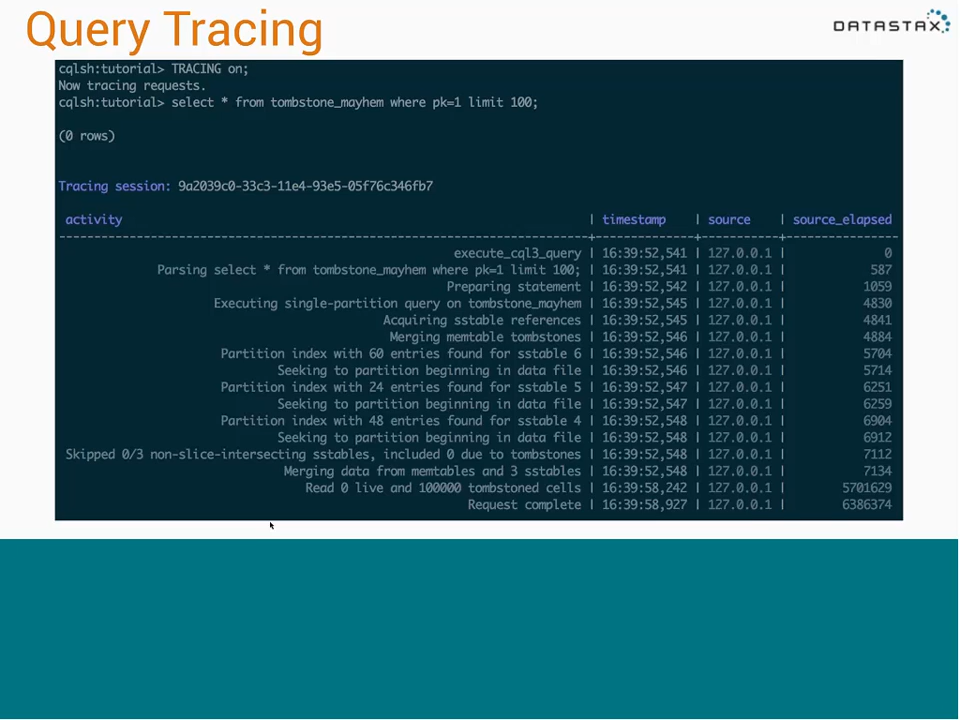 Query Tracing
DATASTAX
cqlsh:tutorial> TRACING on;
Now tracing requests.
cqlsh:tutorial> select * from tombstone_mayhem where pk=1 limit 100;
(0 rows)
Tracing session: 9a2039c0-33c3-11e4-93e5-05f76c346fb7
activity | timestamp | source | source_elapsed
execute_cql3_query | 16:39:52,541 | 127.0.0.1 | 0
Parsing select * from tombstone_mayhem where pk=1 limit 100; | 16:39:52,541 | 127.0.0.1 | 587
Preparing statement | 16:39:52,542 | 127.0.0.1 | 1059
Executing single-partition query on tombstone_mayhem | 16:39:52,545 | 127.0.0.1 | 4830
Acquiring sstable references | 16:39:52,545 | 127.0.0.1 | 4841
Merging memtable tombstones | 16:39:52,546 | 127.0.0.1 | 4884
Partition index with 60 entries found for sstable 6 | 16:39:52,546 | 127.0.0.1 | 5704
Seeking to partition beginning in data file | 16:39:52,546 | 127.0.0.1 | 5714
Partition index with 24 entries found for sstable 5 | 16:39:52,547 | 127.0.0.1 | 6251
Seeking to partition beginning in data file | 16:39:52,547 | 127.0.0.1 | 6259
Partition index with 48 entries found for sstable 4 | 16:39:52,548 | 127.0.0.1 | 6904
Seeking to partition beginning in data file | 16:39:52,548 | 127.0.0.1 | 6912
Skipped 0/3 non-slice-intersecting sstables, included 0 due to tombstones | 16:39:52,548 | 127.0.0.1 | 7112
Merging data from memtables and 3 sstables | 16:39:52,548 | 127.0.0.1 | 7134
Read 0 live and 100000 tombstoned cells | 16:39:58,242 | 127.0.0.1 | 5701629
Request complete | 16:39:58,927 | 127.0.0.1 | 6386374